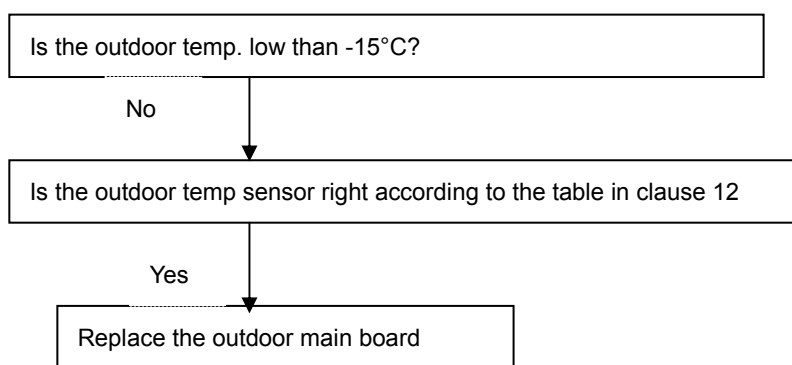 Is the outdoor temp. low than -15°C?
No
Is the outdoor temp sensor right according to the table in clause 12
Yes
Replace the outdoor main board